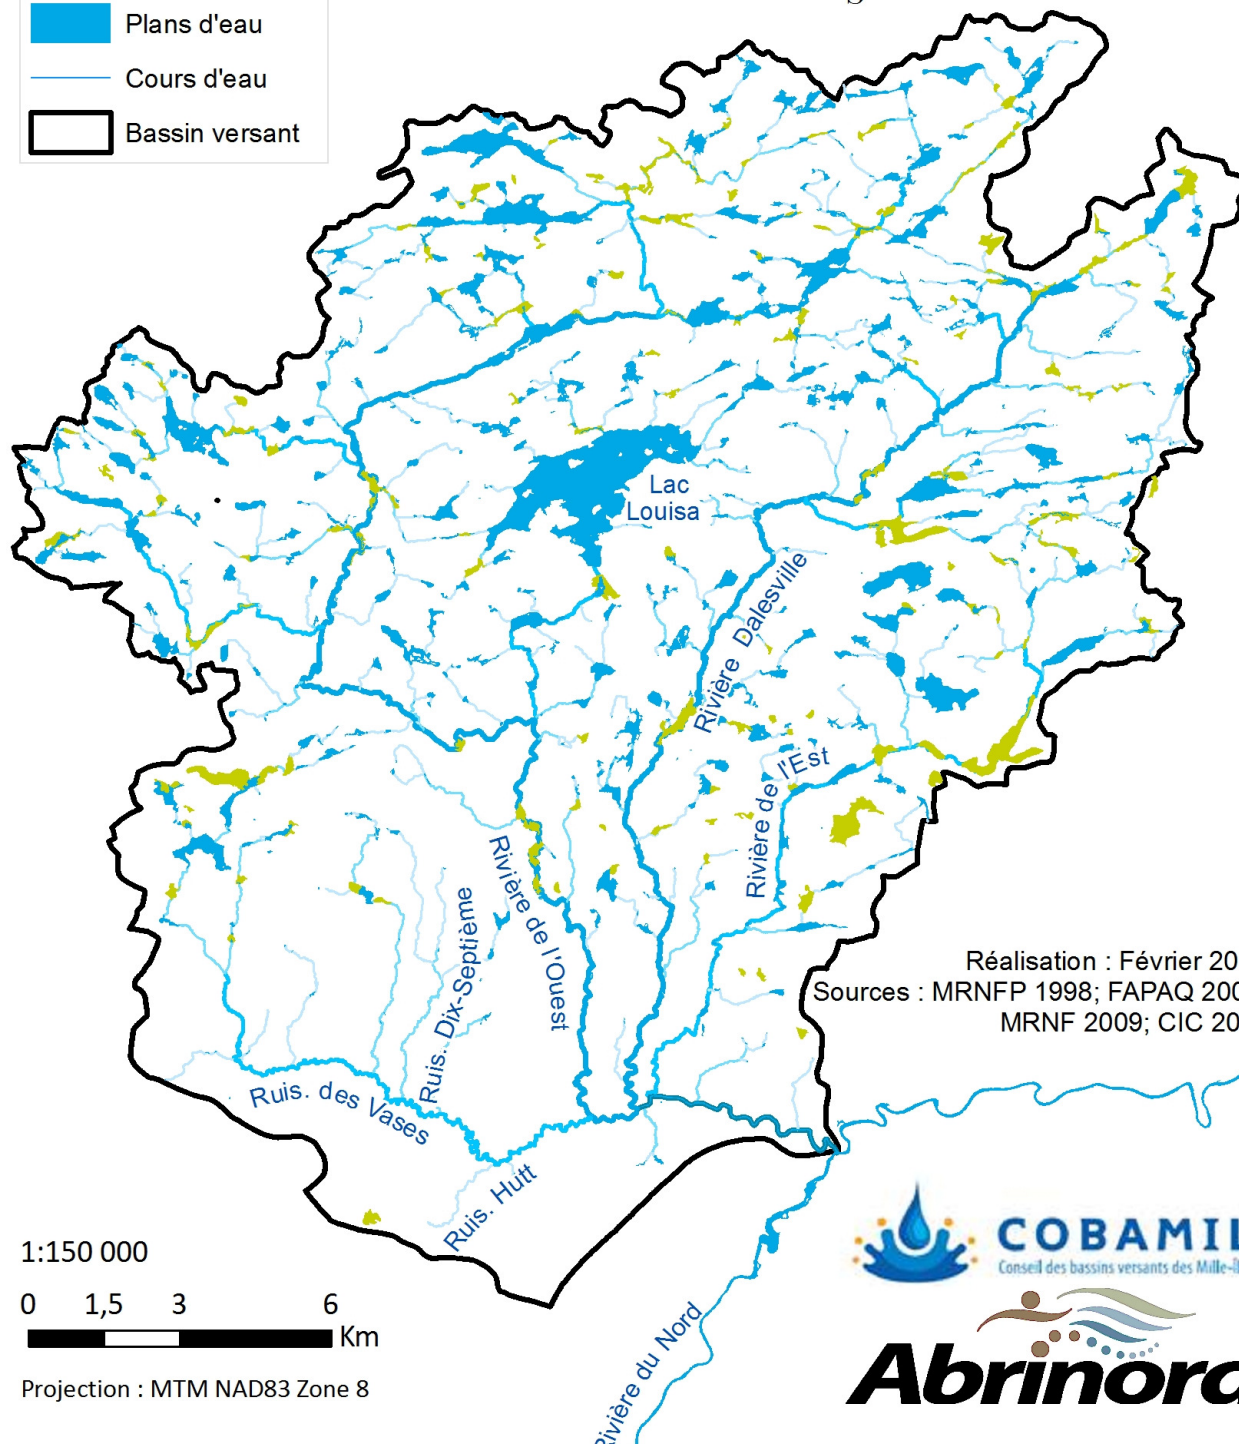 Plans d'eau
Cours d'eau
Bassin versant
Lac
Louisa
Rivière Dalesville
Rivière de l'Est
Rivière de l'Ouest
Ruis. Dix-Septième
Ruis. des Vases
Ruis. Hutt
Rivière du Nord
Réalisation : Février 20
Sources : MRNFP 1998; FAPAQ 200
MRNF 2009; CIC 20
1:150 000
0 1,5 3 6
Km
Projection : MTM NAD83 Zone 8
COBAMIL
Conseil des bassins versants des Mille-Î
Abrinord